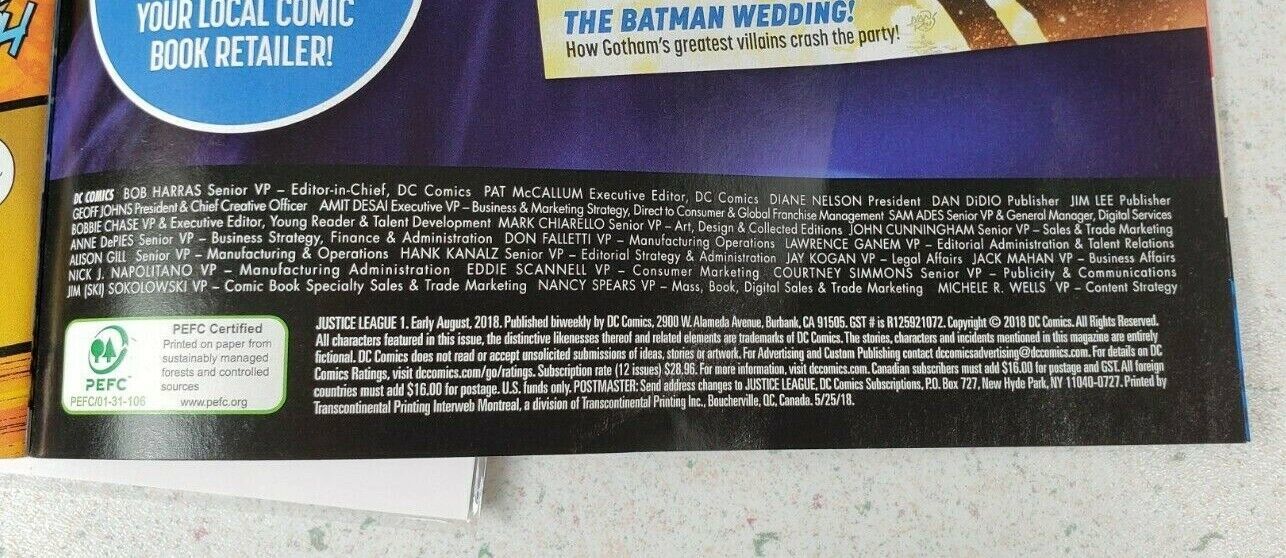 YOUR LOCAL COMIC
BOOK RETAILER!
THE BATMAN WEDDING!
How Gotham's greatest villains crash the party!
DC COMICS BOB HARRAS Senior VP – Editor-in-Chief, DC Comics PAT McCALLUM Executive Editor, DC Comics DIANE NELSON President DAN DiDIO Publisher JIM LEE Publisher
GEOFF JOHNS President & Chief Creative Officer AMIT DESAI Executive VP – Business & Marketing Strategy, Direct to Consumer & Global Franchise Management SAM ADES Senior VP & General Manager, Digital Services
BOBBIE CHASE VP & Executive Editor, Young Reader & Talent Development MARK CHIARELLO Senior VP – Art, Design & Collected Editions JOHN CUNNINGHAM Senior VP – Sales & Trade Marketing
ANNE DePIES Senior VP – Business Strategy, Finance & Administration DON FALLETTI VP – Manufacturing Operations LAWRENCE GANEM VP – Editorial Administration & Talent Relations
ALISON GILL Senior VP – Manufacturing & Operations HANK KANALZ Senior VP – Editorial Strategy & Administration JAY KOGAN VP – Legal Affairs JACK MAHAN VP – Business Affairs
NICK J. NAPOLITANO VP – Manufacturing Administration EDDIE SCANNELL VP – Consumer Marketing COURTNEY SIMMONS Senior VP – Publicity & Communications
JIM (SKI) SOKOLOWSKI VP – Comic Book Specialty Sales & Trade Marketing NANCY SPEARS VP – Mass, Book, Digital Sales & Trade Marketing MICHELE R. WELLS VP – Content Strategy
PEFC Certified
Printed on paper from
sustainably managed
forests and controlled
sources
www.pefc.org
PEFC™
PEFC/01-31-106
JUSTICE LEAGUE 1. Early August, 2018. Published biweekly by DC Comics, 2900 W. Alameda Avenue, Burbank, CA 91505. GST # is R125921072. Copyright © 2018 DC Comics. All Rights Reserved.
All characters featured in this issue, the distinctive likenesses thereof and related elements are trademarks of DC Comics. The stories, characters and incidents mentioned in this magazine are entirely
fictional. DC Comics does not read or accept unsolicited submissions of ideas, stories or artwork. For Advertising and Custom Publishing contact dccomicsadvertising@dccomics.com. For details on DC
Comics Ratings, visit dccomics.com/go/ratings. Subscription rate (12 issues) $28.96. For more information, visit dccomics.com. Canadian subscribers must add $16.00 for postage and GST. All foreign
countries must add $16.00 for postage. U.S. funds only. POSTMASTER: Send address changes to JUSTICE LEAGUE, DC Comics Subscriptions, P.O. Box 727, New Hyde Park, NY 11040-0727. Printed by
Transcontinental Printing Interweb Montreal, a division of Transcontinental Printing Inc., Boucherville, QC, Canada. 5/25/18.